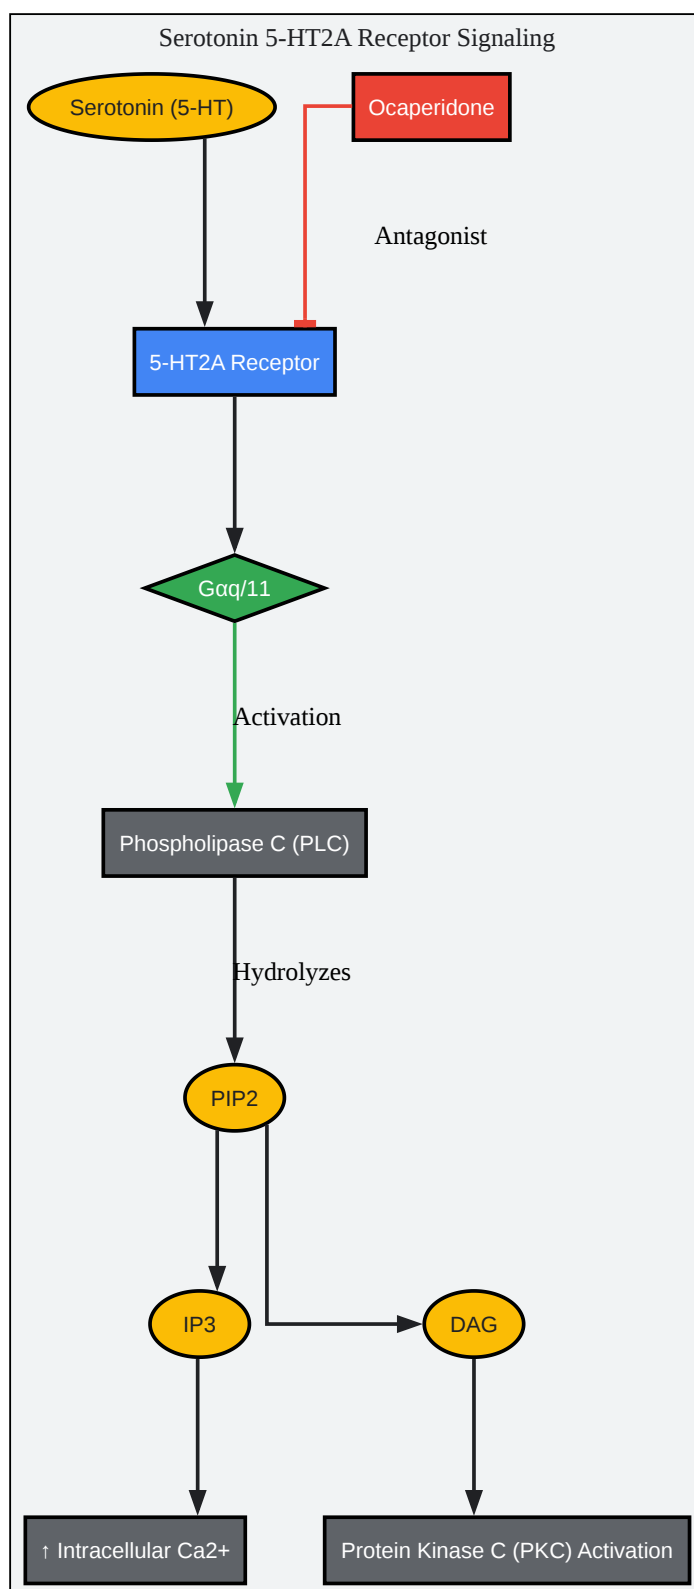 Serotonin 5-HT2A Receptor Signaling
Serotonin (5-HT)
Ocaperidone
Antagonist
5-HT2A Receptor
Gαq/11
Activation
Phospholipase C (PLC)
Hydrolyzes
PIP2
IP3
DAG
↑ Intracellular Ca2+
Protein Kinase C (PKC) Activation